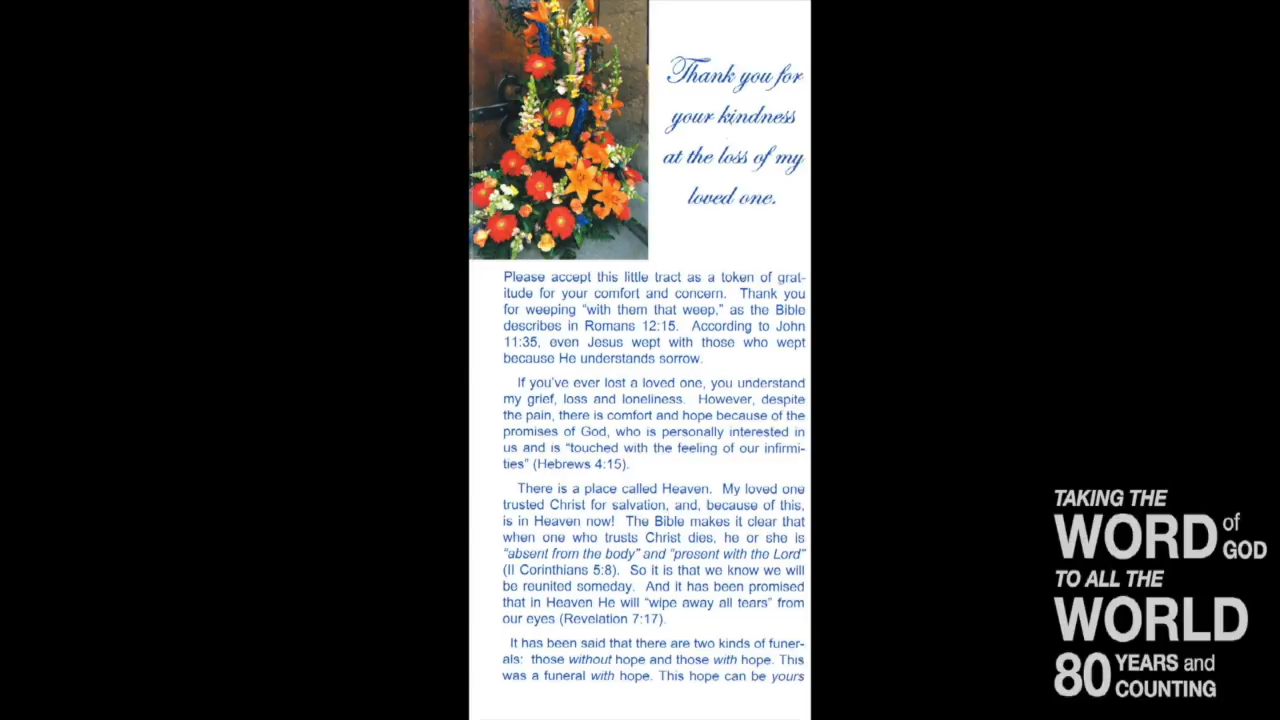 Thank you for
your kindness
at the loss of my
loved one.
Please accept this little tract as a token of grat-
itude for your comfort and concern. Thank you
for weeping “with them that weep,” as the Bible
describes in Romans 12:15. According to John
11:35, even Jesus wept with those who wept
because He understands sorrow.
If you’ve ever lost a loved one, you understand
my grief, loss and loneliness. However, despite
the pain, there is comfort and hope because of the
promises of God, who is personally interested in
us and is “touched with the feeling of our infirmi-
ties” (Hebrews 4:15).
There is a place called Heaven. My loved one
trusted Christ for salvation, and, because of this,
is in Heaven now! The Bible makes it clear that
when one who trusts Christ dies, he or she is
“absent from the body” and “present with the Lord”
(II Corinthians 5:8). So it is that we know we will
be reunited someday. And it has been promised
that in Heaven He will “wipe away all tears” from
our eyes (Revelation 7:17).
It has been said that there are two kinds of funer-
als: those without hope and those with hope. This
was a funeral with hope. This hope can be yours
TAKING THE
WORD of GOD
TO ALL THE
WORLD
80 YEARS and COUNTING